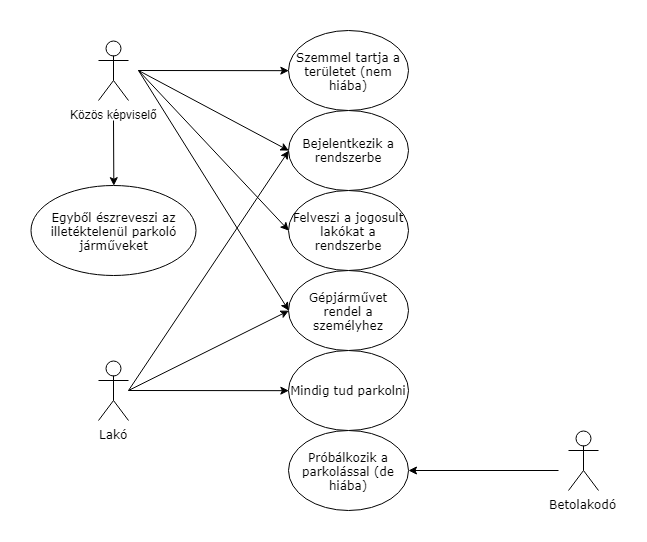 Szemmel tartja a
területet (nem
hiába)
Közös képviselő
Bejelentkezik a
rendszerbe
Egyből észreveszi az
illetéktelenül parkoló
járműveket
Felveszi a jogosult
lakókat a
rendszerbe
Gépjárművet
rendel a
személyhez
Mindig tud parkolni
Lakó
Próbálkozik a
parkolással (de
hiába)
Betolakodó